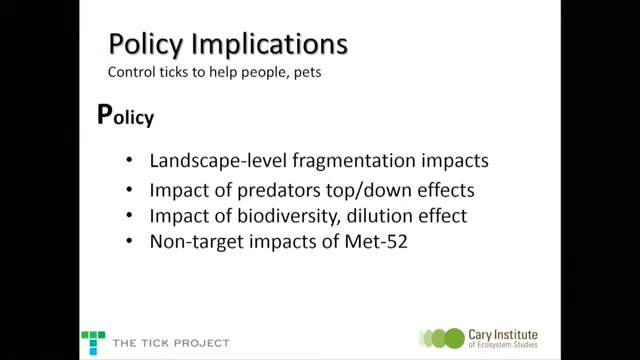 Policy Implications
Control ticks to help people, pets
Policy
• Landscape-level fragmentation impacts
• Impact of predators top/down effects
• Impact of biodiversity, dilution effect
• Non-target impacts of Met-52
THE TICK PROJECT
Cary Institute
of Ecosystem Studies